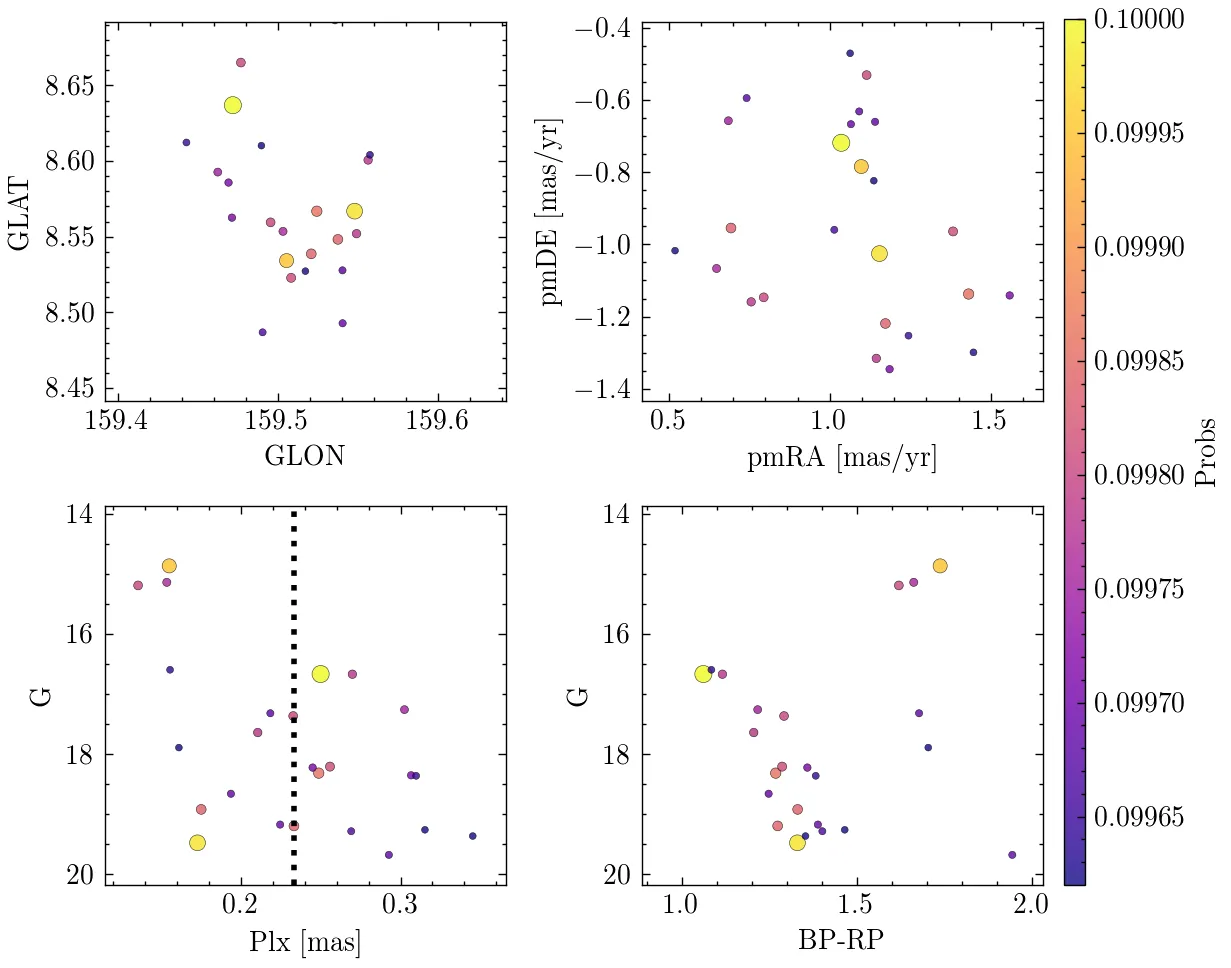 8.65
8.60
8.55
8.50
8.45
GLAT
159.4 159.5 159.6
GLON
−0.4
−0.6
−0.8
−1.0
−1.2
−1.4
pmDE [mas/yr]
0.5 1.0 1.5
pmRA [mas/yr]
14
16
18
20
G
0.2 0.3
Plx [mas]
14
16
18
20
G
1.0 1.5 2.0
BP-RP
0.10000
0.09995
0.09990
0.09985
0.09980
0.09975
0.09970
0.09965
Probs